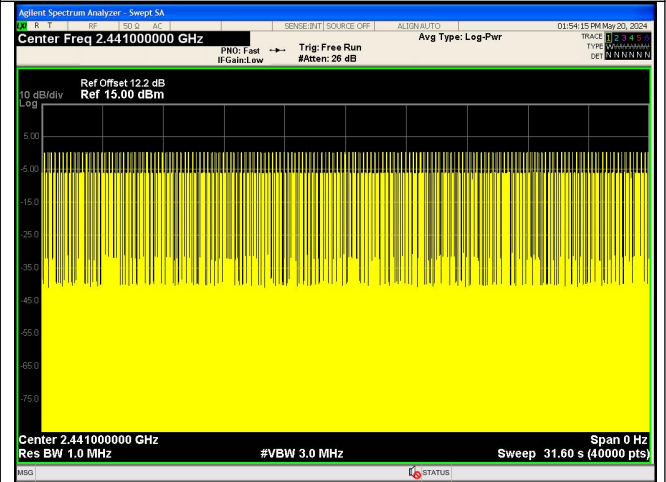 Agilent Spectrum Analyzer - Swept SA
R T RF 50 Ω AC SENSE:INT SOURCE OFF ALIGN AUTO 01:54:15 PM May 20, 2024
Center Freq 2.441000000 GHz
Avg Type: Log-Pwr
TRACE 1 2 3 4 5 6
PNO: Fast Trig: Free Run
TYPE
IFGain:Low #Atten: 26 dB
DET N N N N N N
Ref Offset 12.2 dB
10 dB/div Ref 15.00 dBm
Log
5.00
-5.00
-15.0
-25.0
-35.0
-45.0
-55.0
-65.0
-75.0
Center 2.441000000 GHz Span 0 Hz
Res BW 1.0 MHz #VBW 3.0 MHz Sweep 31.60 s (40000 pts)
MSG STATUS